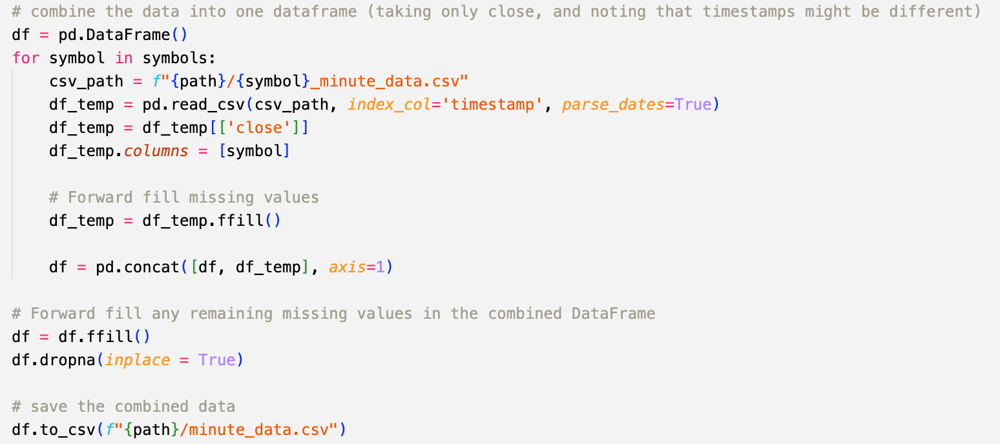 # combine the data into one dataframe (taking only close, and noting that timestamps might be different)
df = pd.DataFrame()
for symbol in symbols:
    csv_path = f"{path}/{symbol}_minute_data.csv"
    df_temp = pd.read_csv(csv_path, index_col='timestamp', parse_dates=True)
    df_temp = df_temp[['close']]
    df_temp.columns = [symbol]

    # Forward fill missing values
    df_temp = df_temp.ffill()

    df = pd.concat([df, df_temp], axis=1)

# Forward fill any remaining missing values in the combined DataFrame
df = df.ffill()
df.dropna(inplace = True)

# save the combined data
df.to_csv(f"{path}/minute_data.csv")